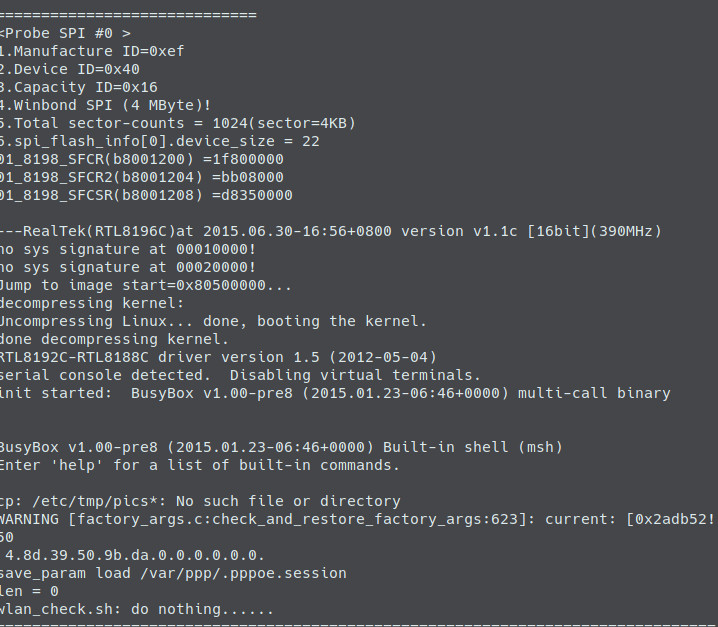 =============================
<Probe SPI #0 >
1.Manufacture ID=0xef
2.Device ID=0x40
3.Capacity ID=0x16
4.Winbond SPI (4 MByte)!
5.Total sector-counts = 1024(sector=4KB)
6.spi_flash_info[0].device_size = 22
01_8198_SFCR(b8001200) =1f800000
01_8198_SFCR2(b8001204) =bb08000
01_8198_SFCSR(b8001208) =d8350000
---RealTek(RTL8196C)at 2015.06.30-16:56+0800 version v1.1c [16bit](390MHz)
no sys signature at 00010000!
no sys signature at 00020000!
Jump to image start=0x80500000...
decompressing kernel:
Uncompressing Linux... done, booting the kernel.
done decompressing kernel.
RTL8192C-RTL8188C driver version 1.5 (2012-05-04)
serial console detected.  Disabling virtual terminals.
init started:  BusyBox v1.00-pre8 (2015.01.23-06:46+0000) multi-call binary
BusyBox v1.00-pre8 (2015.01.23-06:46+0000) Built-in shell (msh)
Enter 'help' for a list of built-in commands.
cp: /etc/tmp/pics*: No such file or directory
WARNING [factory_args.c:check_and_restore_factory_args:623]: current: [0x2adb52!
50
4.8d.39.50.9b.da.0.0.0.0.0.0.
save_param load /var/ppp/.pppoe.session
len = 0
wlan_check.sh: do nothing......
================================================================================